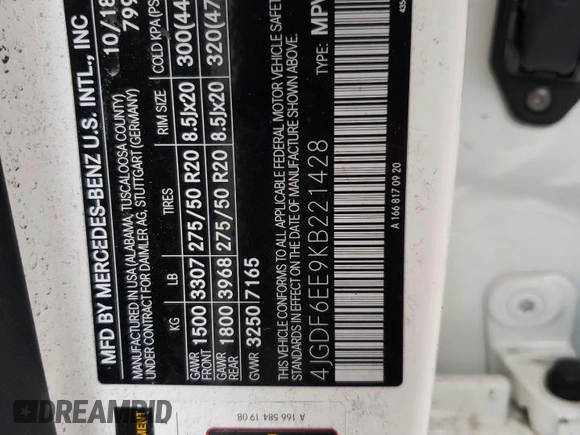 MFD BY MERCEDES-BENZ U.S. INTL., INC 10/18
MANUFACTURED IN USA (ALABAMA, TUSCALOOSA COUNTY) 799
UNDER CONTRACT FOR DAIMLER AG, STUTTGART (GERMANY)
KG LB TIRES RIM SIZE COLD KPA/PS
GAWR 1500 3307 275/50 R20 8.5Jx20 300(44
FRONT
GAWR 1800 3968 275/50 R20 8.5Jx20 320(47
REAR
GVWR 3250 7165
THIS VEHICLE CONFORMS TO ALL APPLICABLE FEDERAL MOTOR VEHICLE SAFETY
STANDARDS IN EFFECT ON THE DATE OF MANUFACTURE SHOWN ABOVE.
4JGDF6EE9KB221428 TYPE: MPV
A 166 817 09 20 435
MENT
A 166 584 19 08
DREAMBID